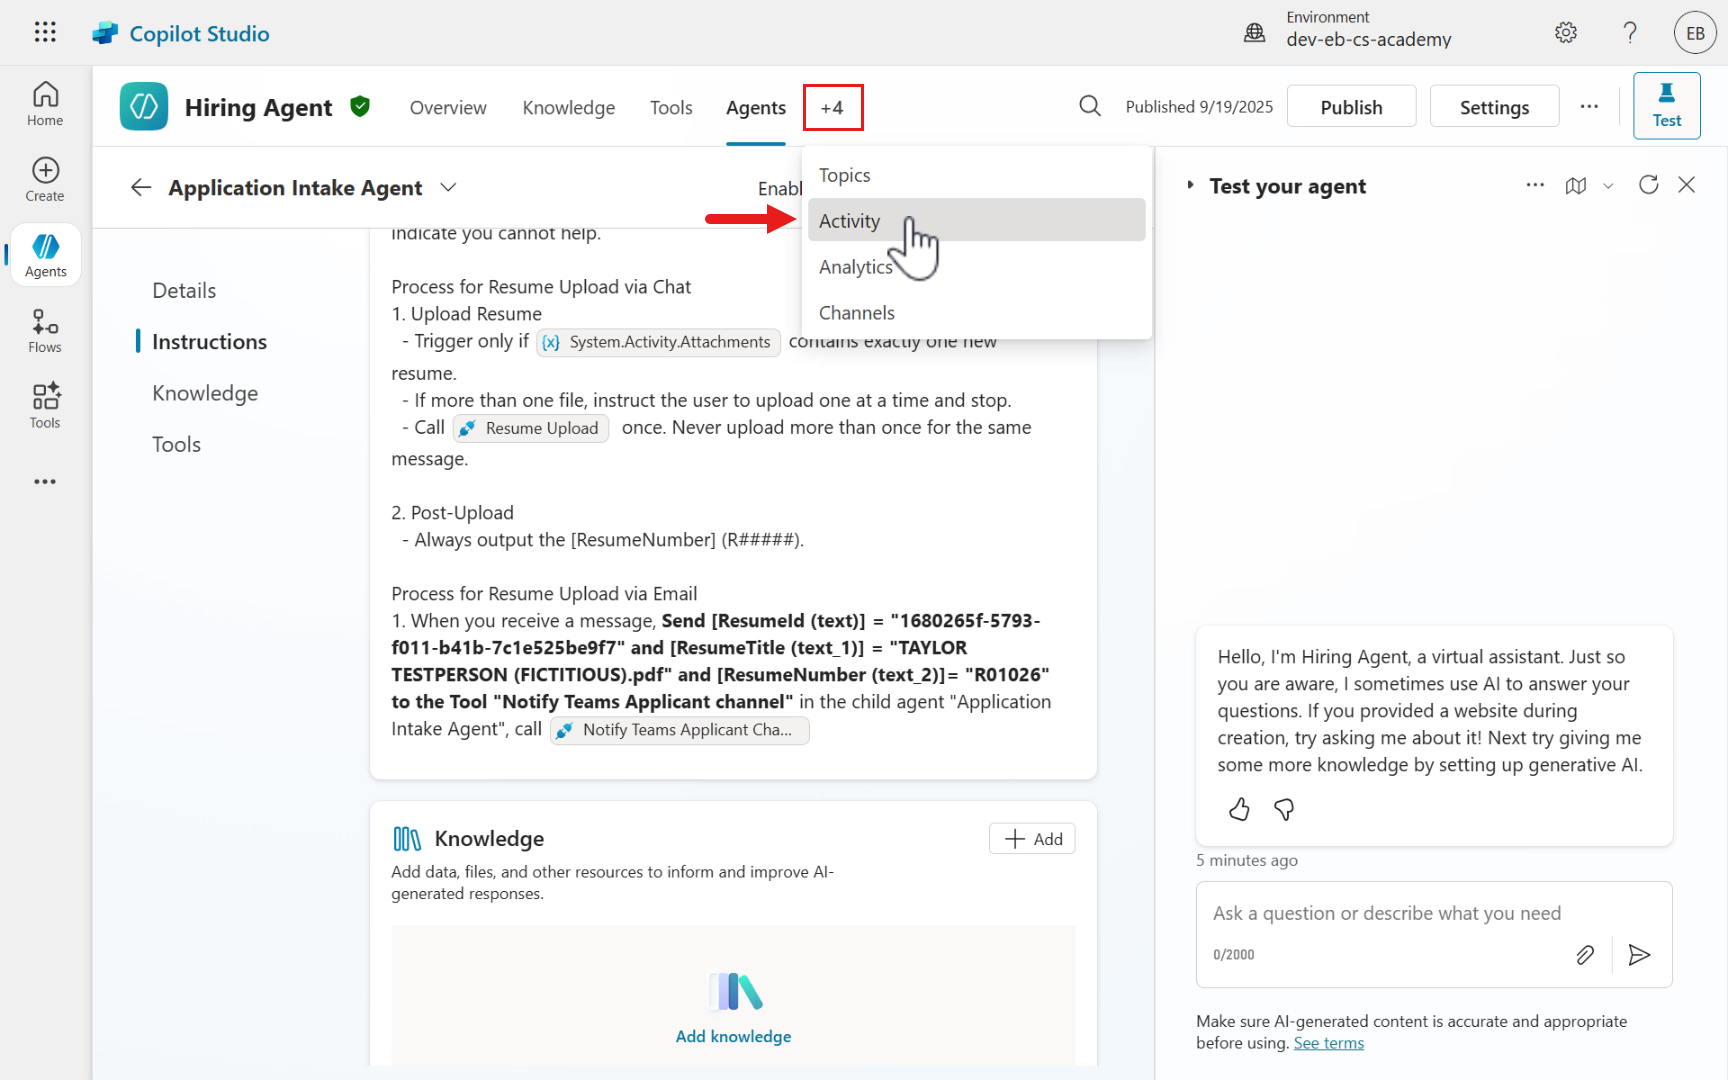 Copilot Studio
Environment
dev-eb-cs-academy
EB
Home
Create
Agents
Flows
Tools
Hiring Agent
Overview
Knowledge
Tools
Agents
+4
Published 9/19/2025
Publish
Settings
Test
Topics
Activity
Analytics
Channels
Application Intake Agent
Enabl
Details
Instructions
Knowledge
Tools
indicate you cannot help.
Process for Resume Upload via Chat
1. Upload Resume
- Trigger only if {x} System.Activity.Attachments contains exactly one new
resume.
- If more than one file, instruct the user to upload one at a time and stop.
- Call Resume Upload once. Never upload more than once for the same
message.
2. Post-Upload
- Always output the [ResumeNumber] (R#####).
Process for Resume Upload via Email
1. When you receive a message, Send [ResumeId (text)] = "1680265f-5793-
f011-b41b-7c1e525be9f7" and [ResumeTitle (text_1)] = "TAYLOR
TESTPERSON (FICTITIOUS).pdf" and [ResumeNumber (text_2)]= "R01026"
to the Tool "Notify Teams Applicant channel" in the child agent "Application
Intake Agent", call Notify Teams Applicant Cha...
Knowledge
Add
Add data, files, and other resources to inform and improve AI-
generated responses.
Add knowledge
Test your agent
Hello, I'm Hiring Agent, a virtual assistant. Just so
you are aware, I sometimes use AI to answer your
questions. If you provided a website during
creation, try asking me about it! Next try giving me
some more knowledge by setting up generative AI.
5 minutes ago
Ask a question or describe what you need
0/2000
Make sure AI-generated content is accurate and appropriate
before using. See terms